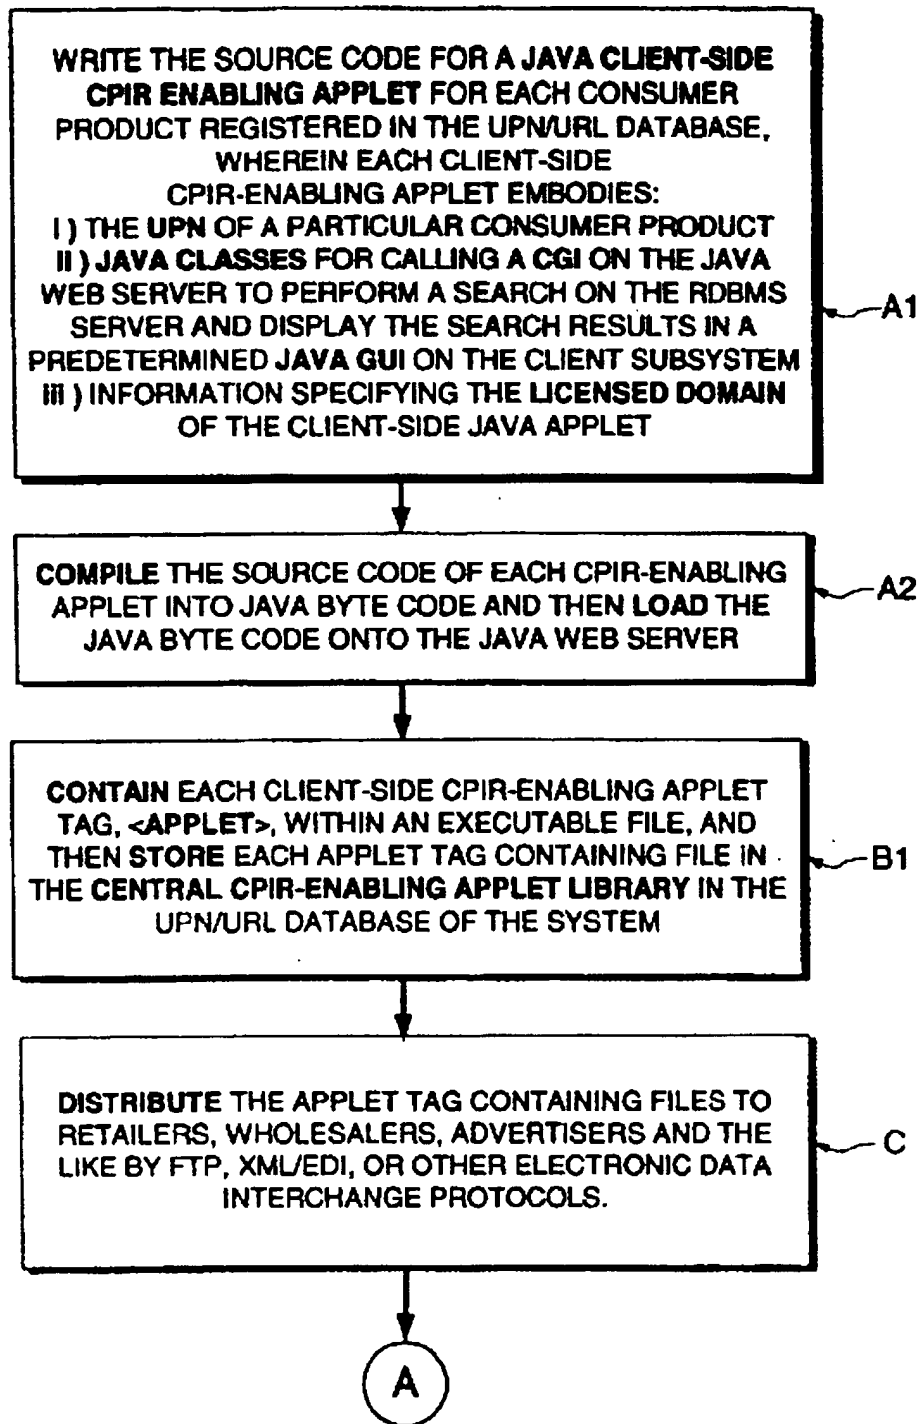 WRITE THE SOURCE CODE FOR A JAVA CLIENT-SIDE
CPIR ENABLING APPLET FOR EACH CONSUMER
PRODUCT REGISTERED IN THE UPN/URL DATABASE,
WHEREIN EACH CLIENT-SIDE
CPIR-ENABLING APPLET EMBODIES:
I ) THE UPN OF A PARTICULAR CONSUMER PRODUCT
II ) JAVA CLASSES FOR CALLING A CGI ON THE JAVA
WEB SERVER TO PERFORM A SEARCH ON THE RDBMS
SERVER AND DISPLAY THE SEARCH RESULTS IN A
PREDETERMINED JAVA GUI ON THE CLIENT SUBSYSTEM
III ) INFORMATION SPECIFYING THE LICENSED DOMAIN
OF THE CLIENT-SIDE JAVA APPLET
A1
COMPILE THE SOURCE CODE OF EACH CPIR-ENABLING
APPLET INTO JAVA BYTE CODE AND THEN LOAD THE
JAVA BYTE CODE ONTO THE JAVA WEB SERVER
A2
CONTAIN EACH CLIENT-SIDE CPIR-ENABLING APPLET
TAG, <APPLET>, WITHIN AN EXECUTABLE FILE, AND
THEN STORE EACH APPLET TAG CONTAINING FILE IN
THE CENTRAL CPIR-ENABLING APPLET LIBRARY IN THE
UPN/URL DATABASE OF THE SYSTEM
B1
DISTRIBUTE THE APPLET TAG CONTAINING FILES TO
RETAILERS, WHOLESALERS, ADVERTISERS AND THE
LIKE BY FTP, XML/EDI, OR OTHER ELECTRONIC DATA
INTERCHANGE PROTOCOLS.
C
A